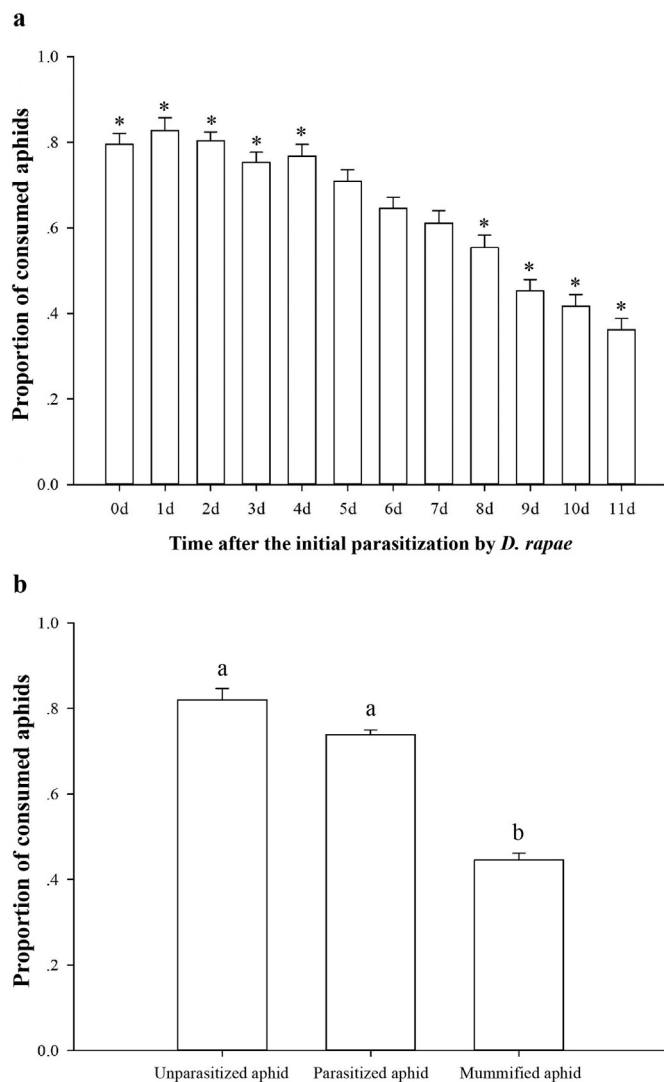 a
1.0
.8
.6
.4
.2
0.0
Proportion of consumed aphids
* * * * * * * * *
0d 1d 2d 3d 4d 5d 6d 7d 8d 9d 10d 11d
Time after the initial parasitization by D. rapae
b
1.0
.8
.6
.4
.2
0.0
Proportion of consumed aphids
a a b
Unparasitized aphid Parasitized aphid Mummified aphid